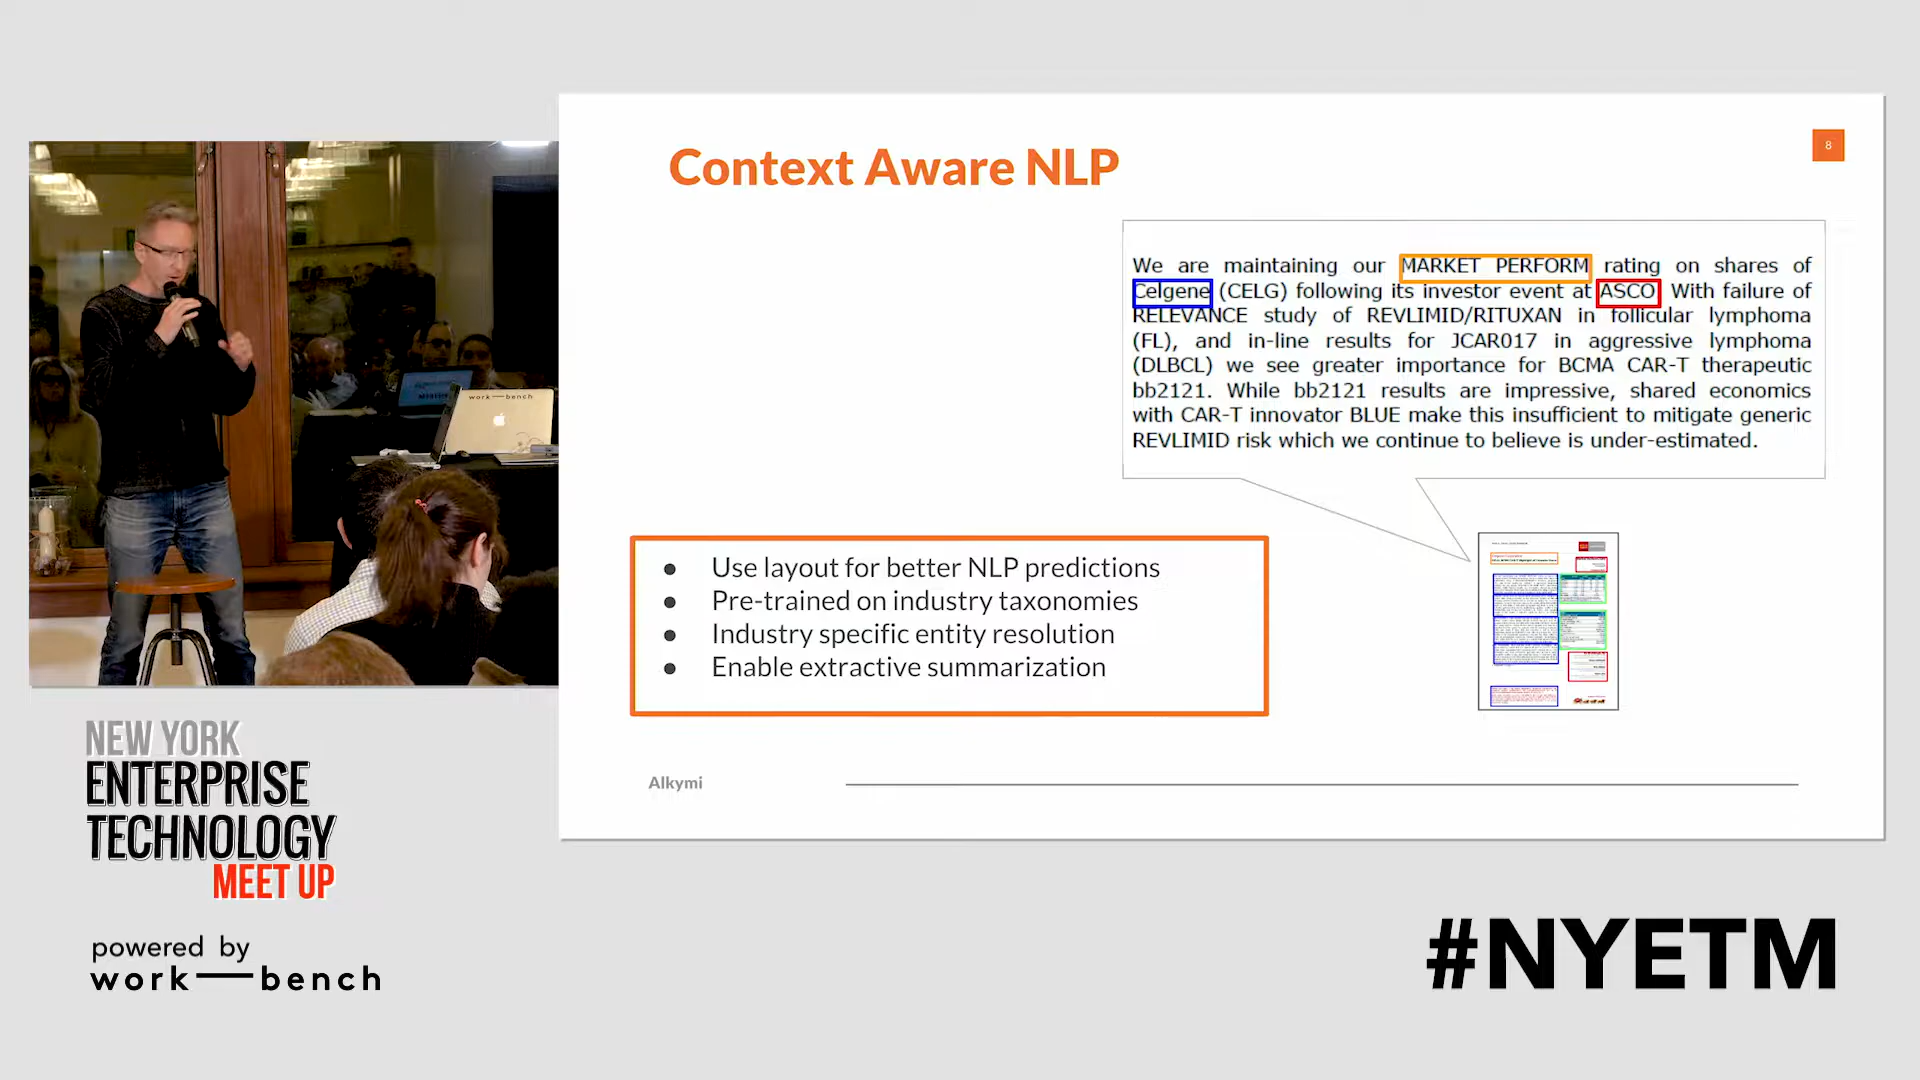 Context Aware NLP
8
We are maintaining our MARKET PERFORM rating on shares of
Celgene (CELG) following its investor event at ASCO. With failure of
RELEVANCE study of REVLIMID/RITUXAN in follicular lymphoma
(FL), and in-line results for JCAR017 in aggressive lymphoma
(DLBCL) we see greater importance for BCMA CAR-T therapeutic
bb2121. While bb2121 results are impressive, shared economics
with CAR-T innovator BLUE make this insufficient to mitigate generic
REVLIMID risk which we continue to believe is under-estimated.
● Use layout for better NLP predictions
● Pre-trained on industry taxonomies
● Industry specific entity resolution
● Enable extractive summarization
Alkymi
work—bench
NEW YORK
ENTERPRISE
TECHNOLOGY
MEET UP
powered by
work—bench
#NYETM